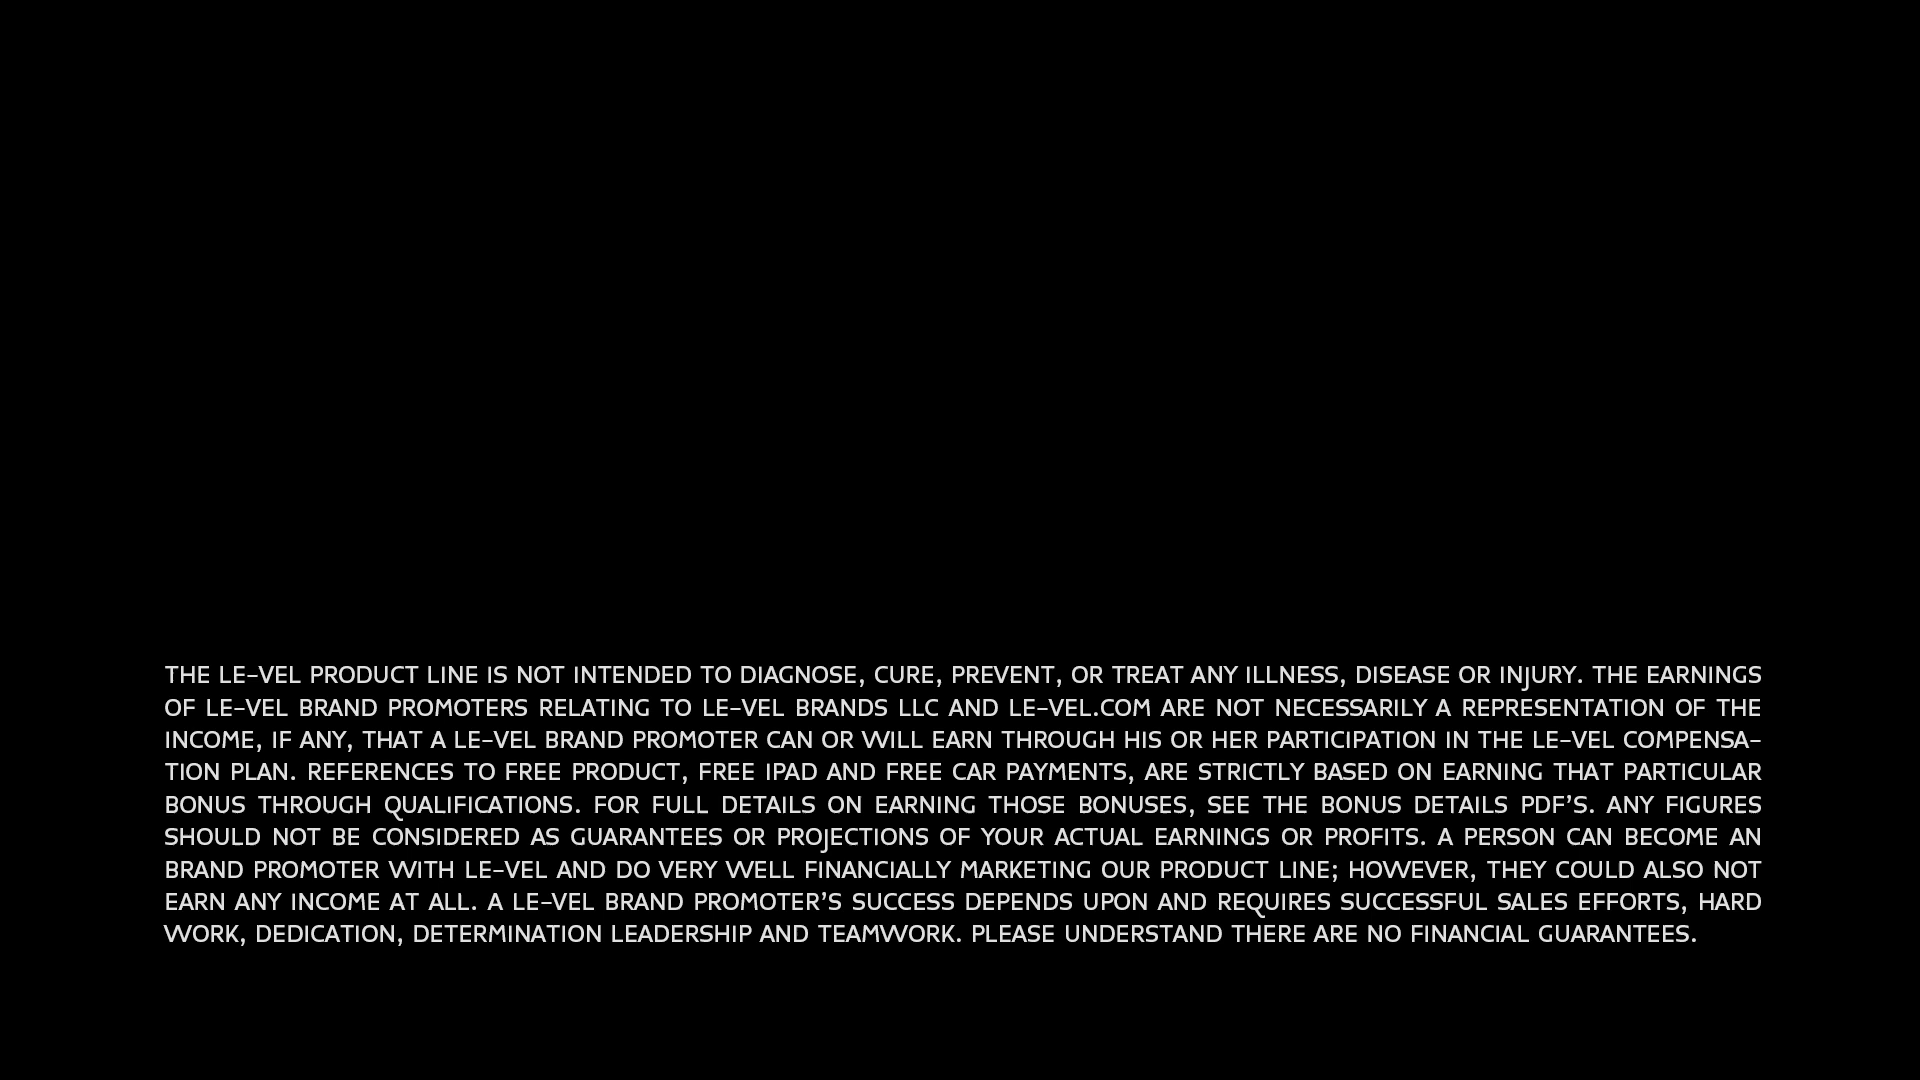 THE LE-VEL PRODUCT LINE IS NOT INTENDED TO DIAGNOSE, CURE, PREVENT, OR TREAT ANY ILLNESS, DISEASE OR INJURY. THE EARNINGS
OF LE-VEL BRAND PROMOTERS RELATING TO LE-VEL BRANDS LLC AND LE-VEL.COM ARE NOT NECESSARILY A REPRESENTATION OF THE
INCOME, IF ANY, THAT A LE-VEL BRAND PROMOTER CAN OR WILL EARN THROUGH HIS OR HER PARTICIPATION IN THE LE-VEL COMPENSA-
TION PLAN. REFERENCES TO FREE PRODUCT, FREE IPAD AND FREE CAR PAYMENTS, ARE STRICTLY BASED ON EARNING THAT PARTICULAR
BONUS THROUGH QUALIFICATIONS. FOR FULL DETAILS ON EARNING THOSE BONUSES, SEE THE BONUS DETAILS PDF'S. ANY FIGURES
SHOULD NOT BE CONSIDERED AS GUARANTEES OR PROJECTIONS OF YOUR ACTUAL EARNINGS OR PROFITS. A PERSON CAN BECOME AN
BRAND PROMOTER WITH LE-VEL AND DO VERY WELL FINANCIALLY MARKETING OUR PRODUCT LINE; HOWEVER, THEY COULD ALSO NOT
EARN ANY INCOME AT ALL. A LE-VEL BRAND PROMOTER'S SUCCESS DEPENDS UPON AND REQUIRES SUCCESSFUL SALES EFFORTS, HARD
WORK, DEDICATION, DETERMINATION LEADERSHIP AND TEAMWORK. PLEASE UNDERSTAND THERE ARE NO FINANCIAL GUARANTEES.